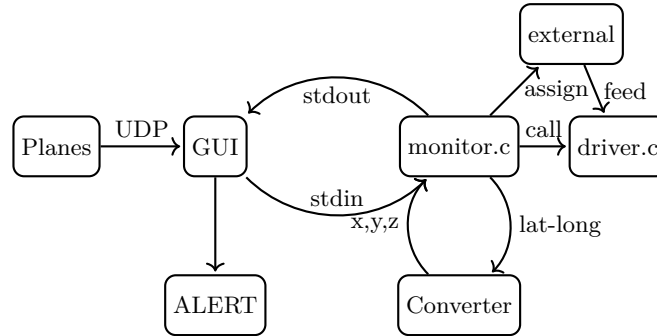 external
stdout
assign
feed
Planes
UDP
GUI
monitor.c
call
driver.c
stdin
x,y,z
lat-long
ALERT
Converter